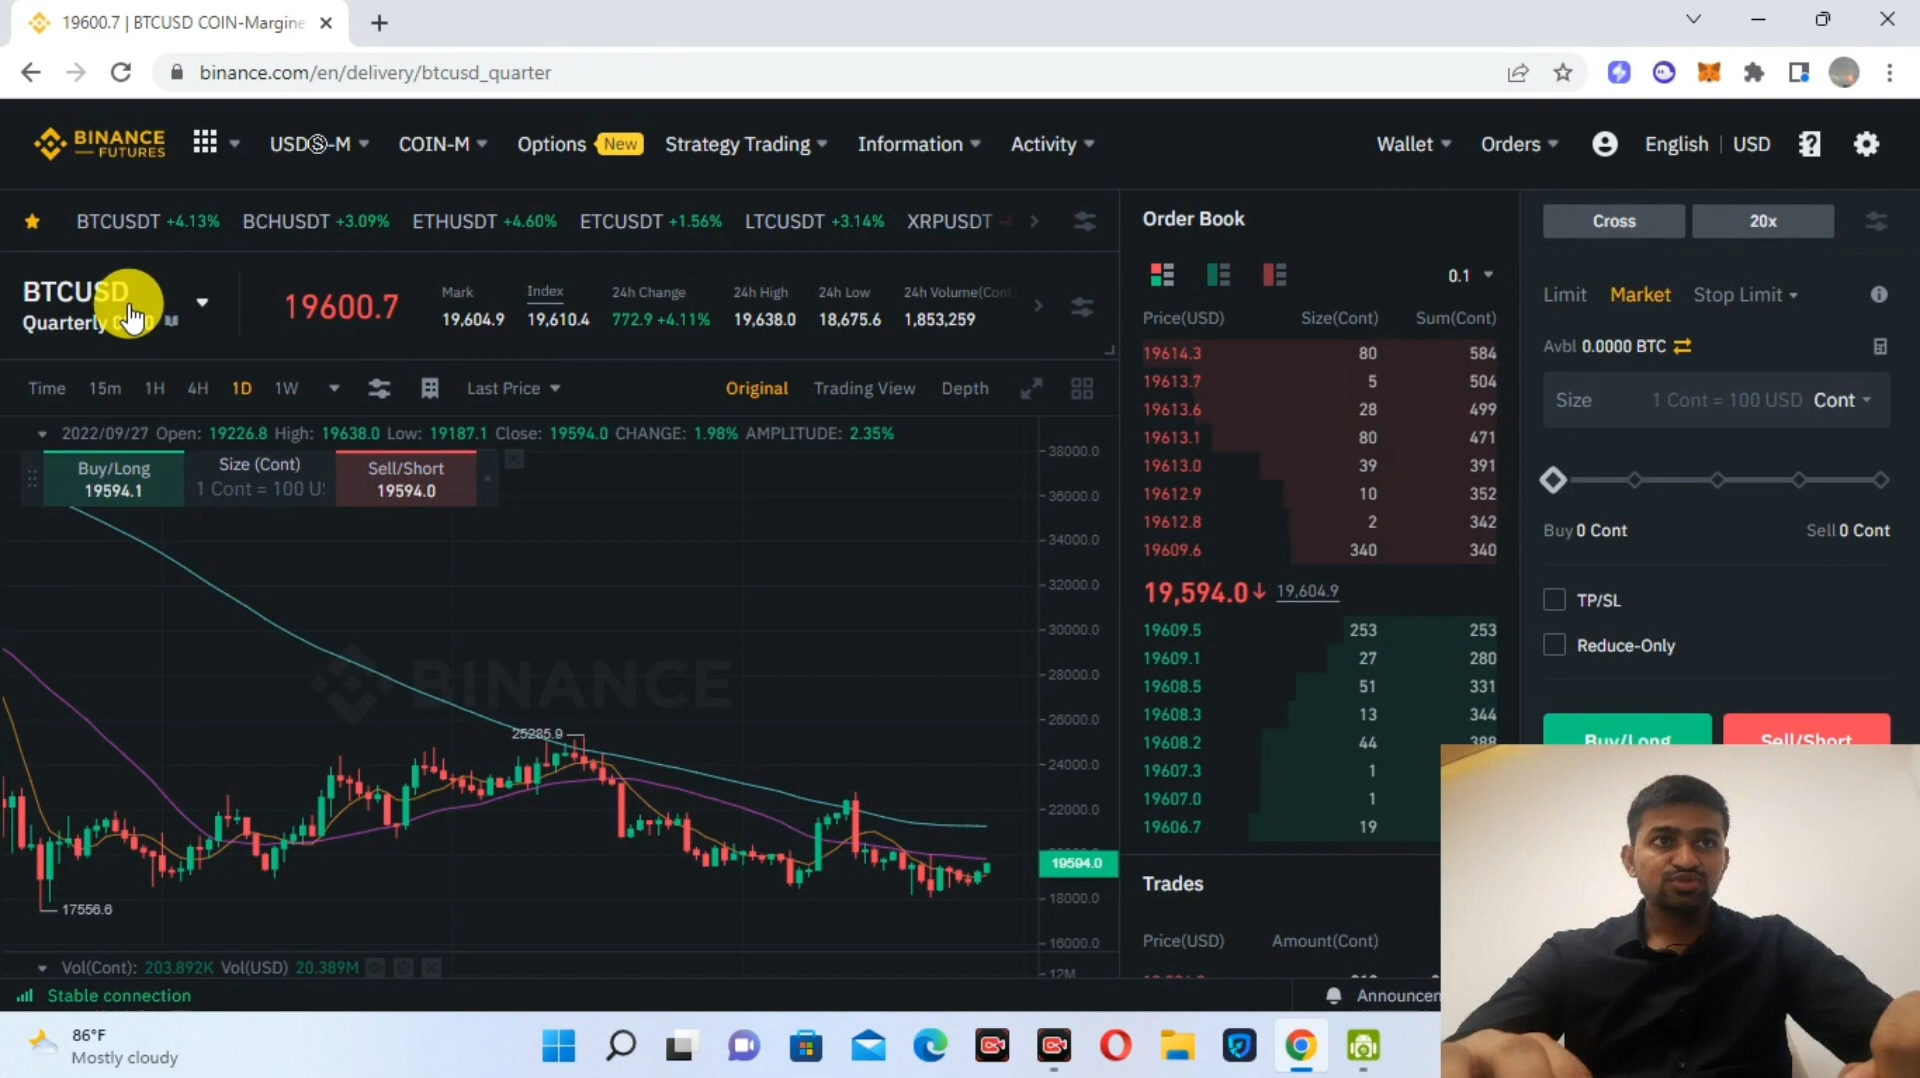 19600.7 | BTCUSD COIN-Margine
binance.com/en/delivery/btcusd_quarter
BINANCE FUTURES
USDⓈ-M
COIN-M
Options New
Strategy Trading
Information
Activity
Wallet
Orders
English | USD
BTCUSDT +4.13%
BCHUSDT +3.09%
ETHUSDT +4.60%
ETCUSDT +1.56%
LTCUSDT +3.14%
XRPUSDT
BTCUSD
Quarterly
19600.7
Mark
19,604.9
Index
19,610.4
24h Change
772.9 +4.11%
24h High
19,638.0
24h Low
18,675.6
24h Volume(Cont
1,853,259
Time 15m 1H 4H 1D 1W
Last Price
Original Trading View Depth
2022/09/27 Open: 19226.8 High: 19638.0 Low: 19187.1 Close: 19594.0 CHANGE: 1.98% AMPLITUDE: 2.35%
Buy/Long
19594.1
Size (Cont)
1 Cont = 100 U
Sell/Short
19594.0
38000.0
36000.0
34000.0
32000.0
30000.0
28000.0
26000.0
24000.0
22000.0
19594.0
18000.0
16000.0
12M
BINANCE
25285.9
17556.6
Vol(Cont): 203.892K Vol(USD) 20.389M
Stable connection
Order Book
0.1
Price(USD) Size(Cont) Sum(Cont)
19614.3 80 584
19613.7 5 504
19613.6 28 499
19613.1 80 471
19613.0 39 391
19612.9 10 352
19612.8 2 342
19609.6 340 340
19,594.0↓ 19,604.9
19609.5 253 253
19609.1 27 280
19608.5 51 331
19608.3 13 344
19608.2 44 388
19607.3 1
19607.0 1
19606.7 19
Trades
Price(USD) Amount(Cont)
Announcem
Cross 20x
Limit Market Stop Limit
Avbl 0.0000 BTC
Size 1 Cont = 100 USD Cont
Buy 0 Cont
Sell 0 Cont
TP/SL
Reduce-Only
Buy/Long
Sell/Short
86°F
Mostly cloudy